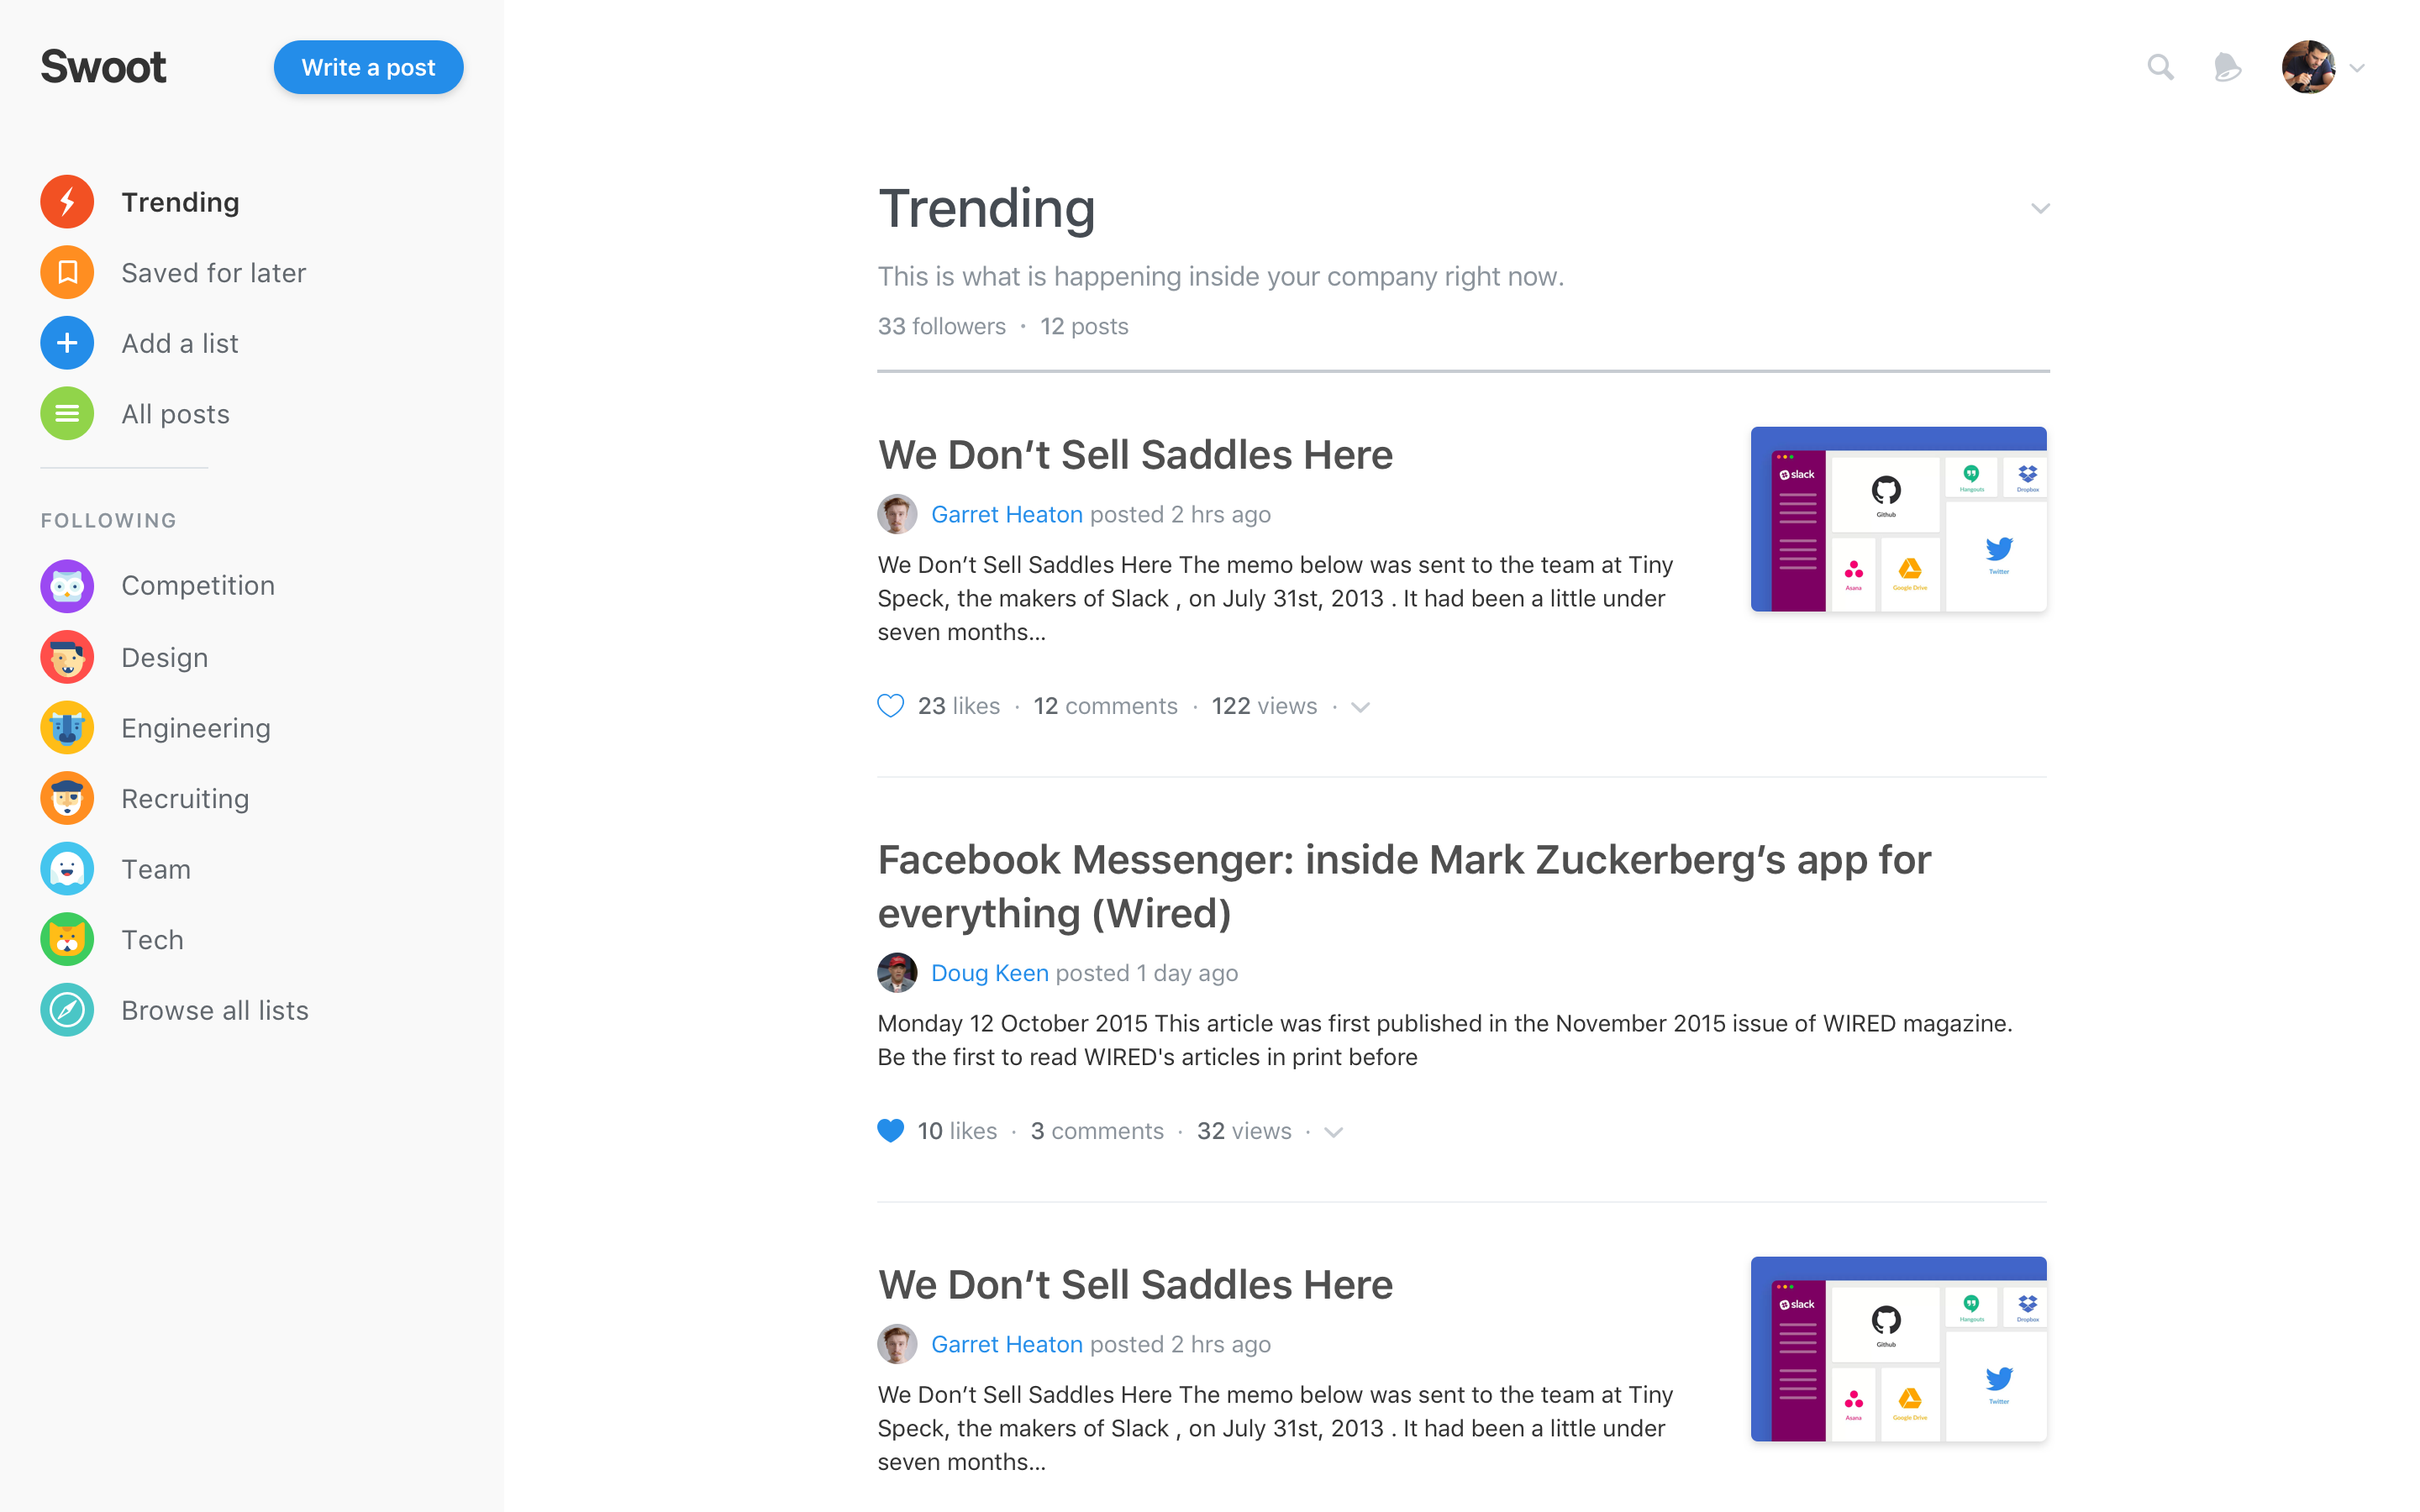 Swoot
Write a post
Trending
Saved for later
Add a list
All posts
FOLLOWING
Competition
Design
Engineering
Recruiting
Team
Tech
Browse all lists
Trending
This is what is happening inside your company right now.
33 followers · 12 posts
We Don’t Sell Saddles Here
Garret Heaton posted 2 hrs ago
We Don’t Sell Saddles Here The memo below was sent to the team at Tiny
Speck, the makers of Slack , on July 31st, 2013 . It had been a little under
seven months...
slack
Github
Hangouts
Dropbox
Asana
Google Drive
Twitter
23 likes · 12 comments · 122 views ·
Facebook Messenger: inside Mark Zuckerberg’s app for
everything (Wired)
Doug Keen posted 1 day ago
Monday 12 October 2015 This article was first published in the November 2015 issue of WIRED magazine.
Be the first to read WIRED's articles in print before
10 likes · 3 comments · 32 views ·
We Don’t Sell Saddles Here
Garret Heaton posted 2 hrs ago
We Don’t Sell Saddles Here The memo below was sent to the team at Tiny
Speck, the makers of Slack , on July 31st, 2013 . It had been a little under
seven months...
slack
Github
Hangouts
Dropbox
Asana
Google Drive
Twitter